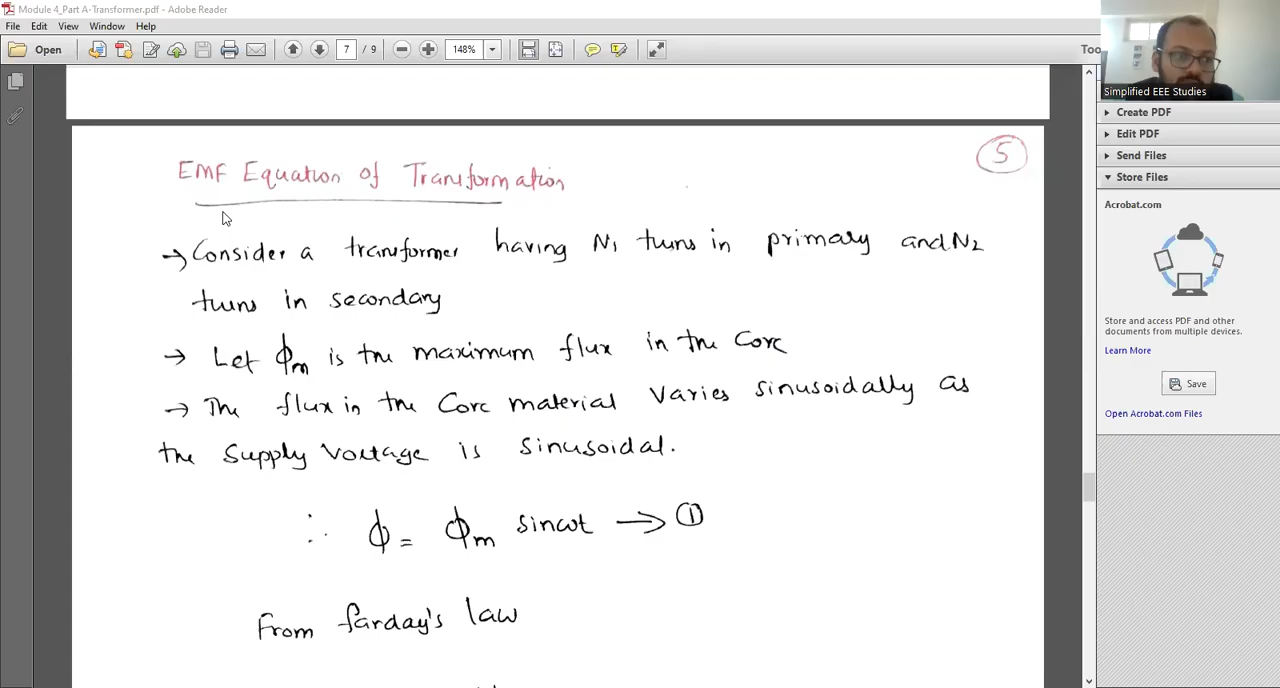 Module 4_Part A-Transformer.pdf - Adobe Reader
File Edit View Window Help
Open 7 / 9 148% Too
Simplified EEE Studies
Create PDF
Edit PDF
Send Files
Store Files
Acrobat.com
Store and access PDF and other
documents from multiple devices.
Learn More
Save
Open Acrobat.com Files
5
EMF Equation of Transformation
→ Consider a transformer having N1 turns in primary and N2
turns in secondary
→ Let ϕm is the maximum flux in the Core
→ The flux in the Core material varies sinusoidally as
the supply voltage is sinusoidal.
∴ ϕ = ϕm sinωt → ①
From farday's law